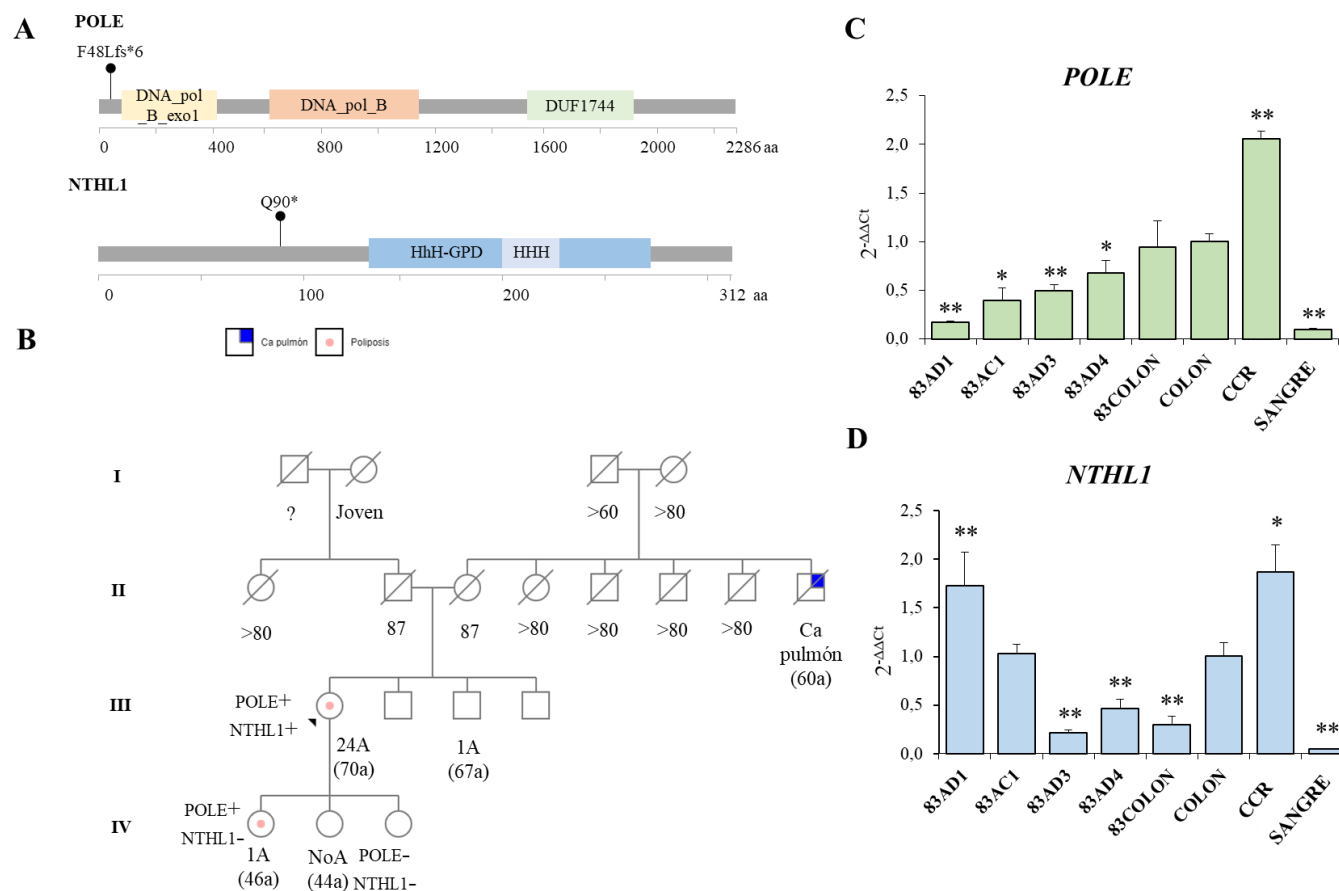 A
POLE
F48Lfs*6
DNA_pol
_B_exo1
DNA_pol_B
DUF1744
0 400 800 1200 1600 2000 2286 aa
NTHL1
Q90*
HhH-GPD HHH
0 100 200 312 aa
B
Ca pulmón Poliposis
I
? Joven >60 >80
II
>80 87 87 >80 >80 >80 >80 Ca
pulmón
(60a)
III
POLE+
NTHL1+
24A
(70a)
1A
(67a)
IV
POLE+
NTHL1-
1A
(46a)
NoA
(44a)
POLE-
NTHL1-
C
POLE
2,5
2,0
1,5
1,0
0,5
0,0
2-ΔΔCt
** * ** * ** **
83AD1 83AC1 83AD3 83AD4 83COLON COLON CCR SANGRE
D
NTHL1
2,5
2,0
1,5
1,0
0,5
0,0
2-ΔΔCt
** ** ** ** * **
83AD1 83AC1 83AD3 83AD4 83COLON COLON CCR SANGRE